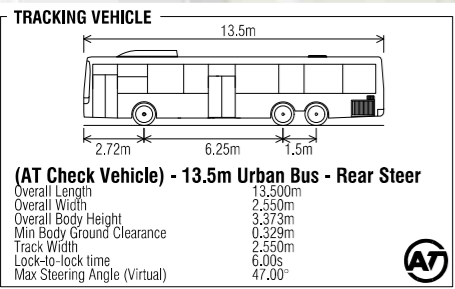 TRACKING VEHICLE
13.5m
2.72m 6.25m 1.5m
(AT Check Vehicle) - 13.5m Urban Bus - Rear Steer
Overall Length 13.500m
Overall Width 2.550m
Overall Body Height 3.373m
Min Body Ground Clearance 0.329m
Track Width 2.550m
Lock-to-lock time 6.00s
Max Steering Angle (Virtual) 47.00°
AT